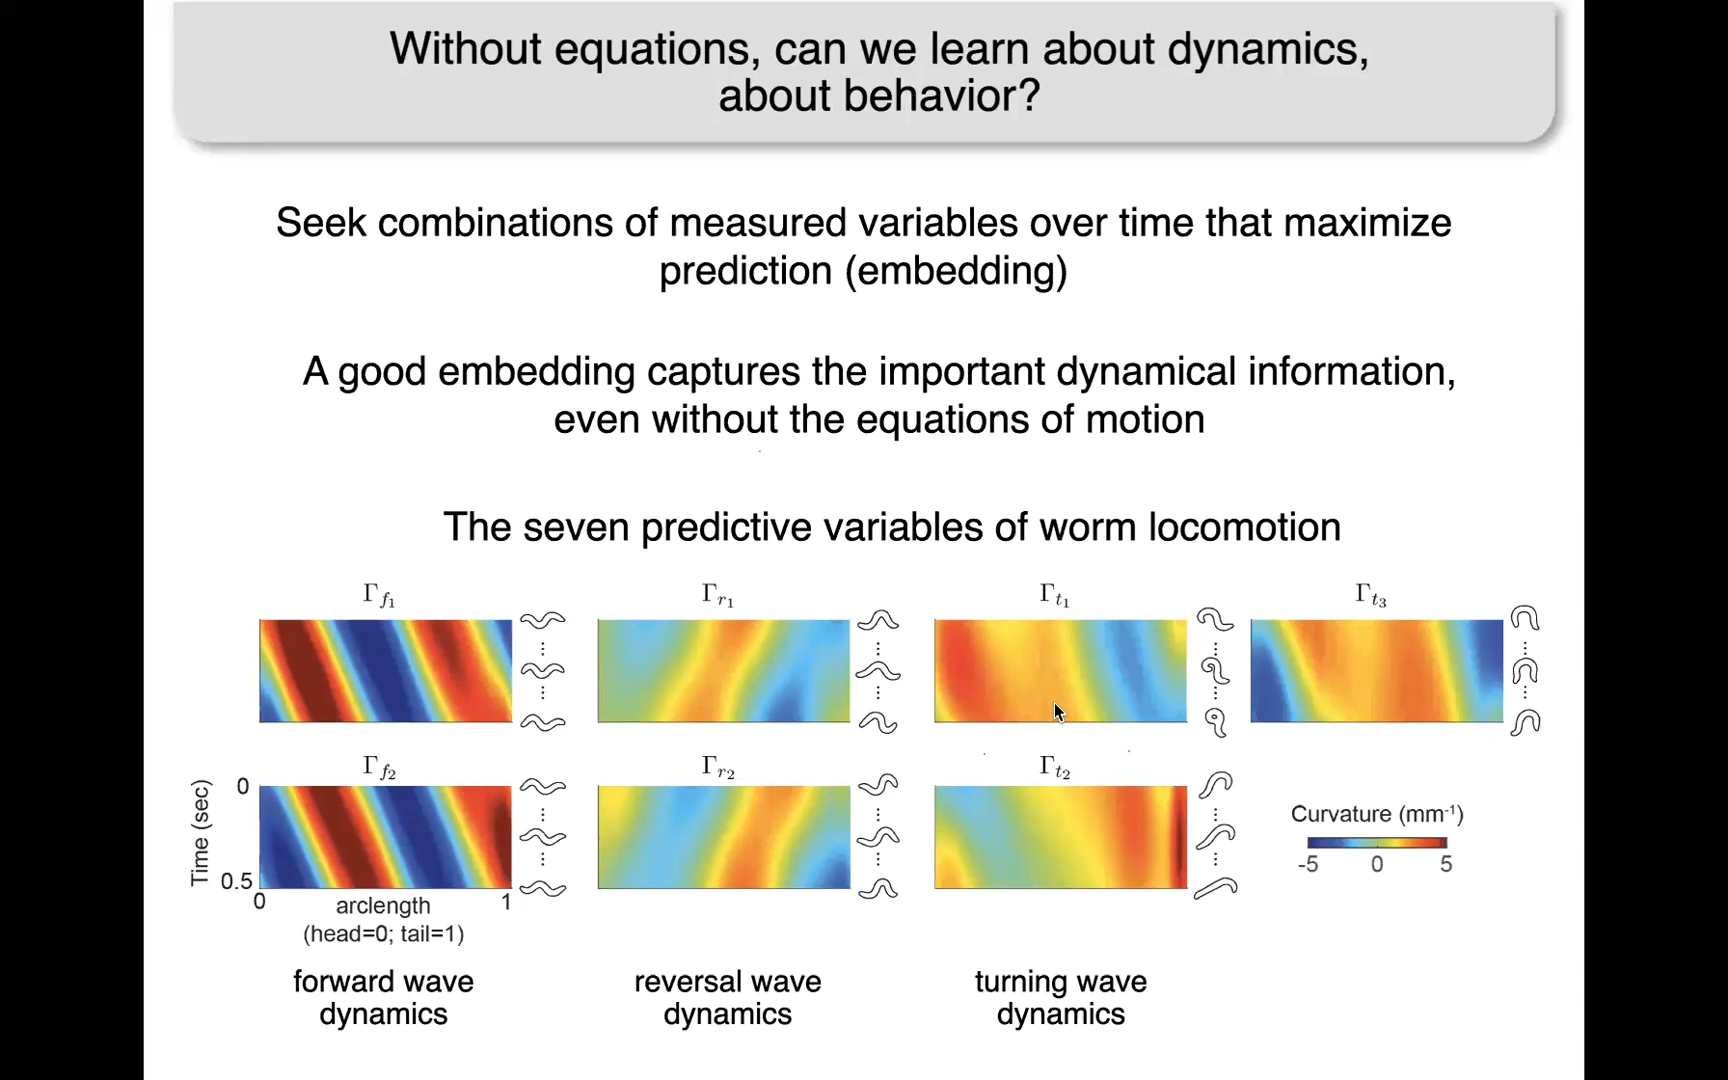 Without equations, can we learn about dynamics,
about behavior?
Seek combinations of measured variables over time that maximize
prediction (embedding)
A good embedding captures the important dynamical information,
even without the equations of motion
The seven predictive variables of worm locomotion
Γf₁ Γr₁ Γt₁ Γt₃
Γf₂ Γr₂ Γt₂
Time (sec)
0
0.5
0 arclength 1
(head=0; tail=1)
Curvature (mm⁻¹)
-5 0 5
forward wave
dynamics
reversal wave
dynamics
turning wave
dynamics